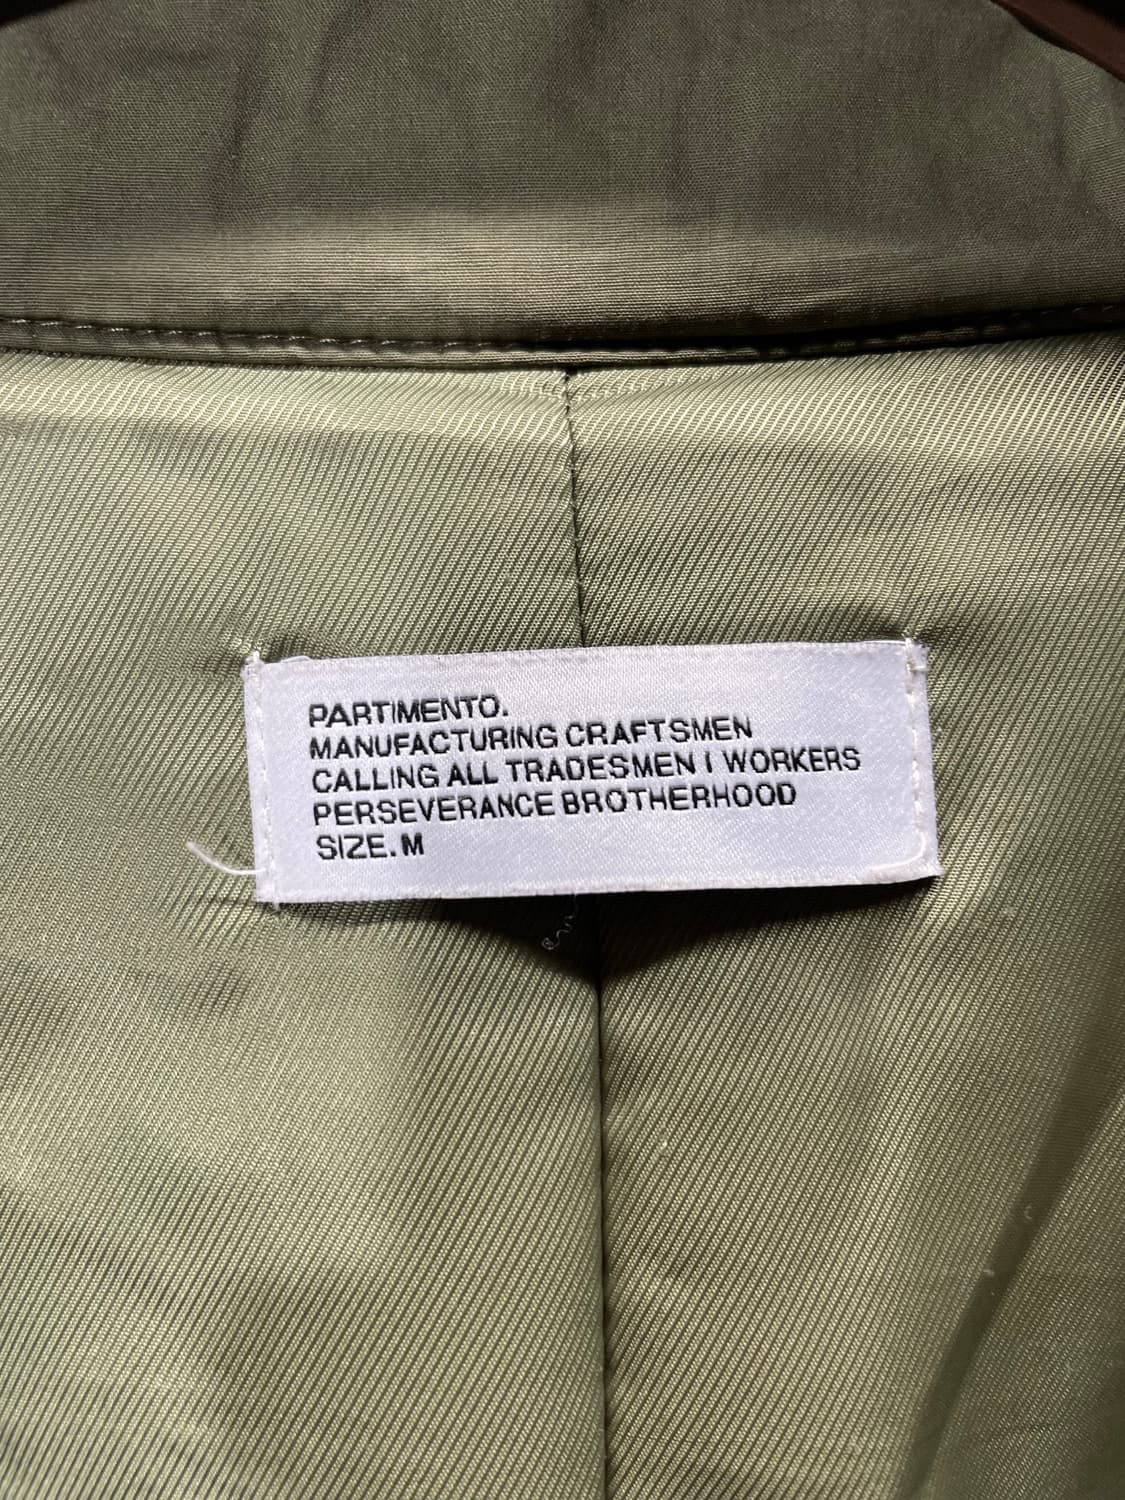 PARTIMENTO.
MANUFACTURING CRAFTSMEN
CALLING ALL TRADESMEN I WORKERS
PERSEVERANCE BROTHERHOOD
SIZE. M